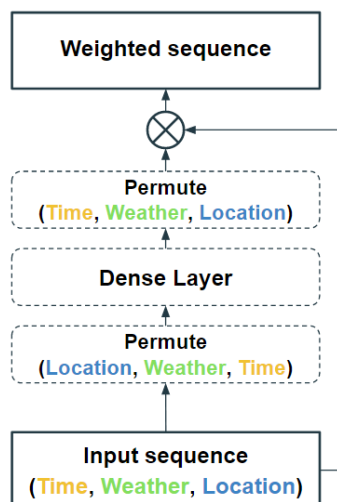 Weighted sequence
Permute
(Time, Weather, Location)
Dense Layer
Permute
(Location, Weather, Time)
Input sequence
(Time, Weather, Location)